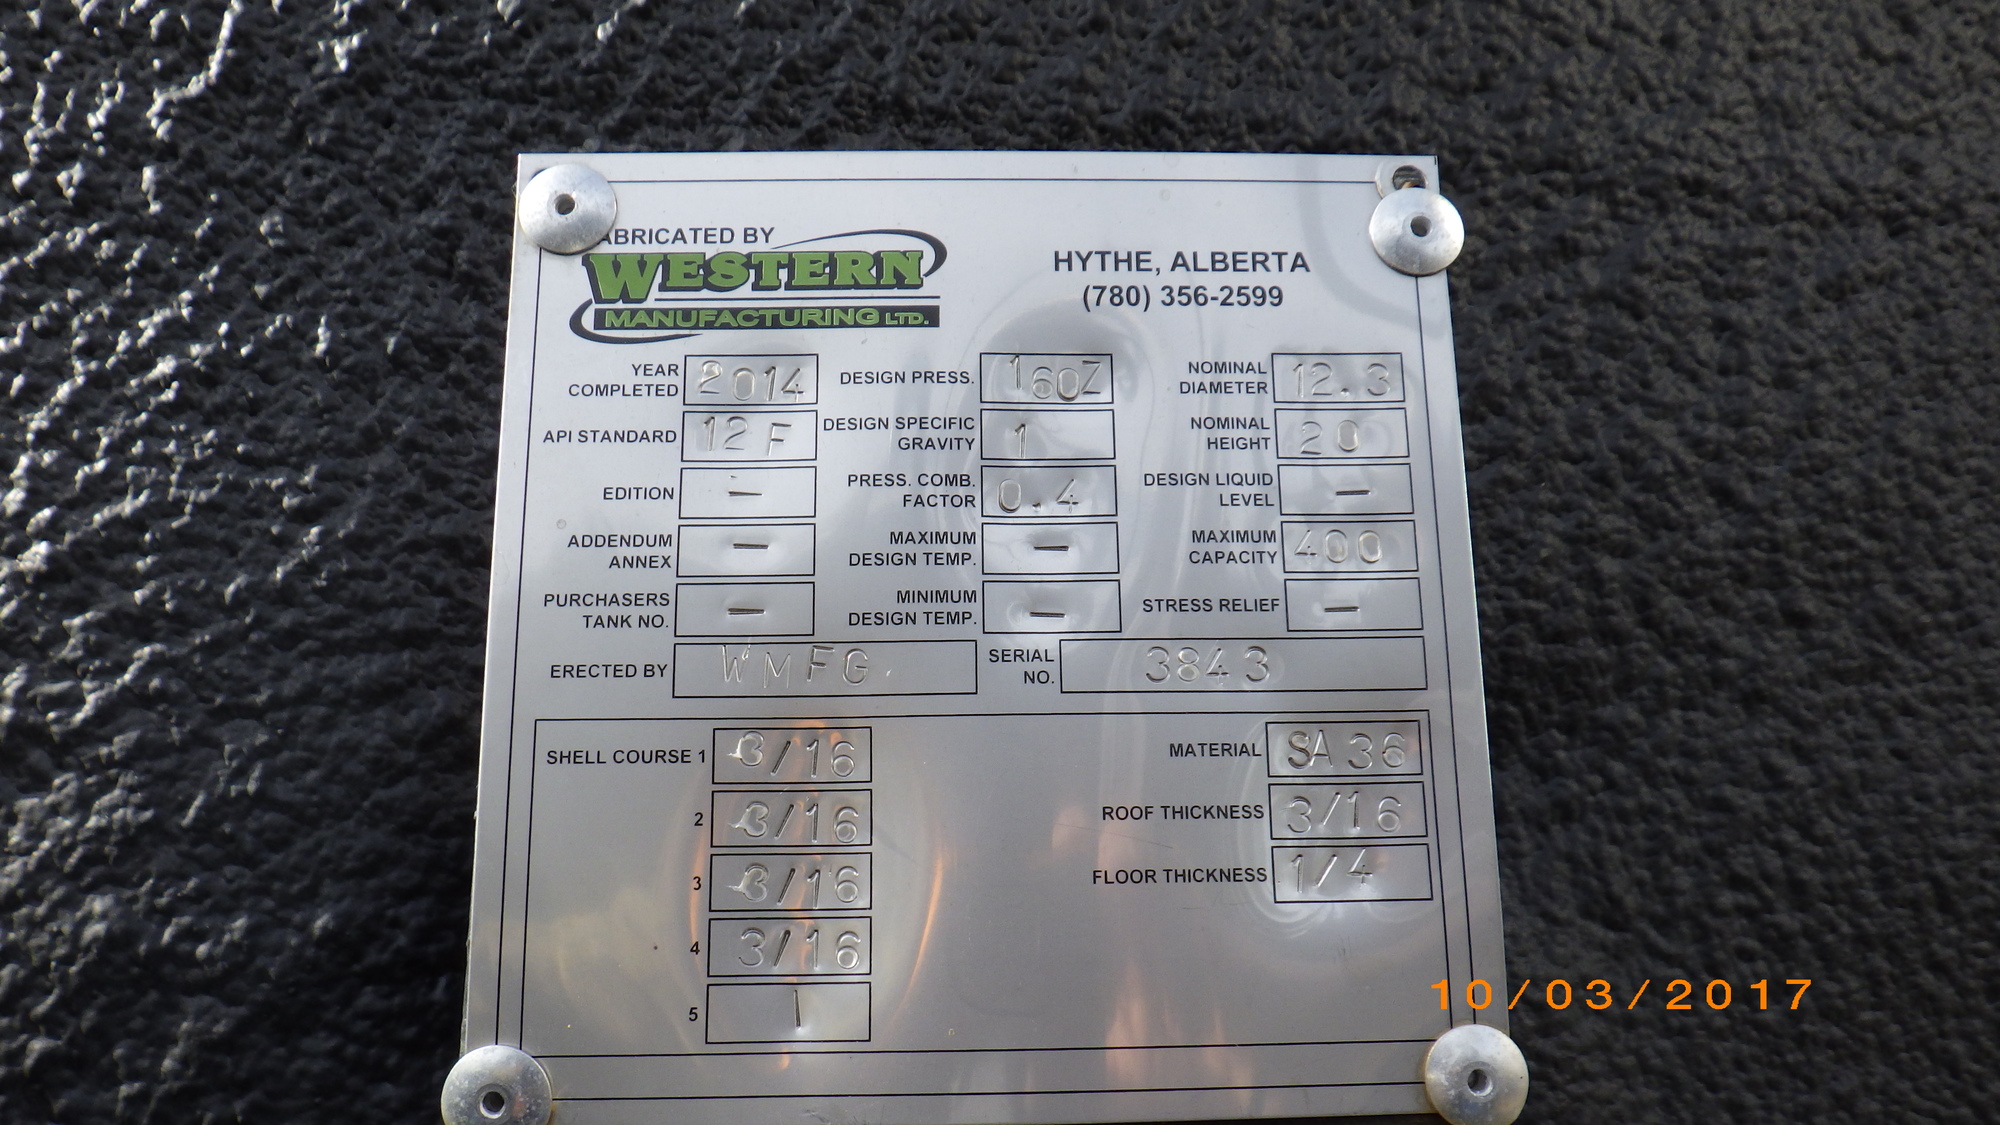 ABRICATED BY
WESTERN
MANUFACTURING LTD.
HYTHE, ALBERTA
(780) 356-2599
YEAR COMPLETED 2014
DESIGN PRESS. 16OZ
NOMINAL DIAMETER 12.3
API STANDARD 12F
DESIGN SPECIFIC GRAVITY 1
NOMINAL HEIGHT 20
EDITION –
PRESS. COMB. FACTOR 0.4
DESIGN LIQUID LEVEL –
ADDENDUM ANNEX –
MAXIMUM DESIGN TEMP. –
MAXIMUM CAPACITY 400
PURCHASERS TANK NO. –
MINIMUM DESIGN TEMP. –
STRESS RELIEF –
ERECTED BY WMFG.
SERIAL NO. 3843
SHELL COURSE 1 3/16
MATERIAL SA36
2 3/16
ROOF THICKNESS 3/16
3 3/16
FLOOR THICKNESS 1/4
4 3/16
5 |
10/03/2017